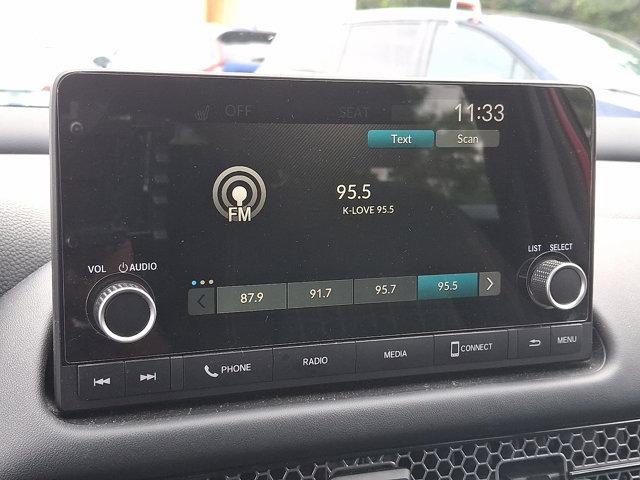 OFF SEAT 11:33
Text Scan
FM
95.5
K-LOVE 95.5
VOL AUDIO
LIST SELECT
87.9 91.7 95.7 95.5
PHONE RADIO MEDIA CONNECT MENU